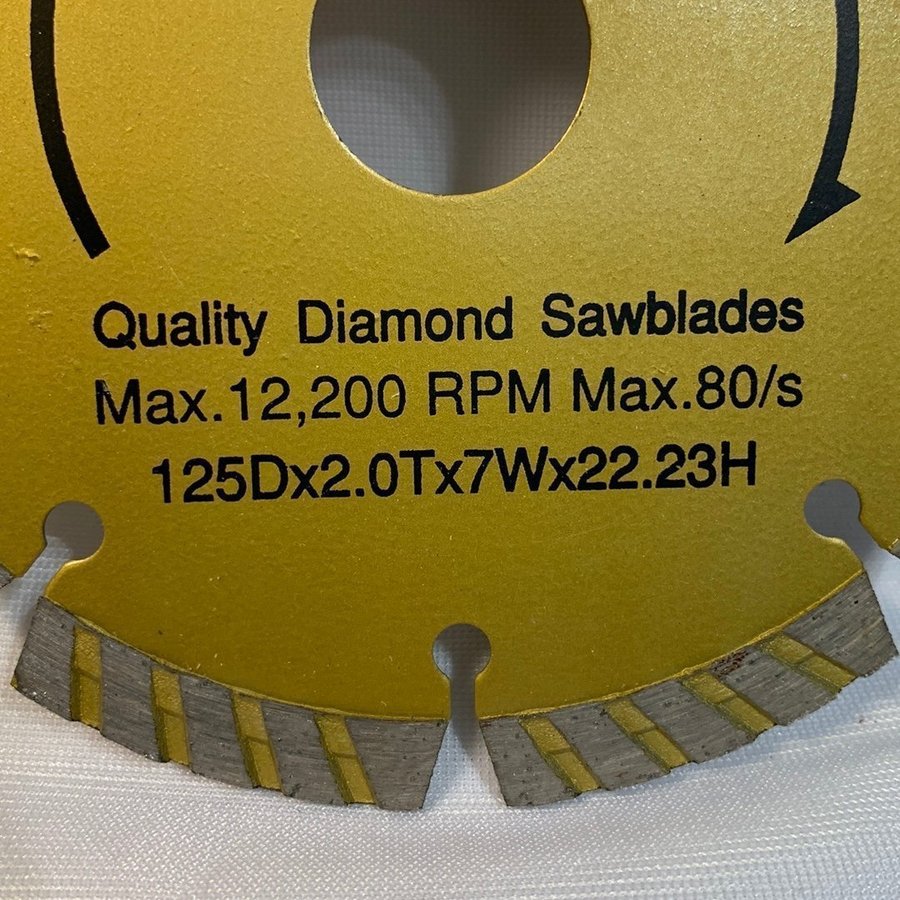 Quality Diamond Sawblades
Max.12,200 RPM Max.80/s
125Dx2.0Tx7Wx22.23H